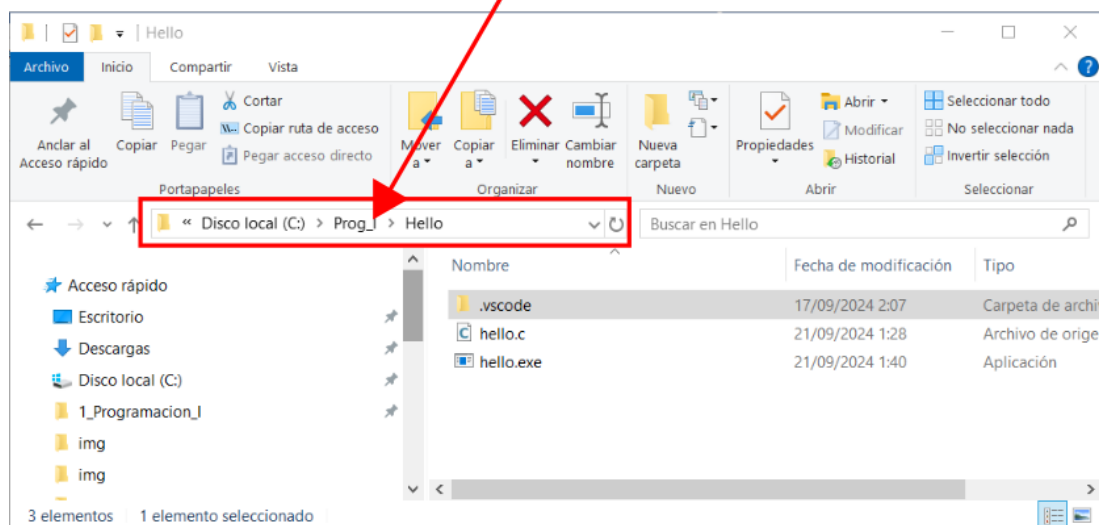 Hello
Archivo Inicio Compartir Vista
Anclar al
Acceso rápido
Copiar
Pegar
Cortar
Copiar ruta de acceso
Pegar acceso directo
Portapapeles
Mover
a
Copiar
a
Eliminar
Cambiar
nombre
Organizar
Nueva
carpeta
Nuevo
Propiedades
Abrir
Modificar
Historial
Abrir
Seleccionar todo
No seleccionar nada
Invertir selección
Seleccionar
« Disco local (C:) > Prog_I > Hello
Buscar en Hello
Acceso rápido
Escritorio
Descargas
Disco local (C:)
1_Programacion_I
img
img
Nombre Fecha de modificación Tipo
.vscode 17/09/2024 2:07 Carpeta de archi
hello.c 21/09/2024 1:28 Archivo de orige
hello.exe 21/09/2024 1:40 Aplicación
3 elementos 1 elemento seleccionado